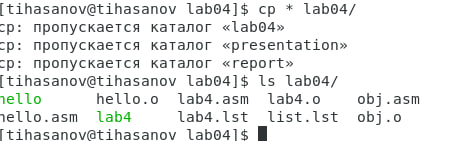 [tihasanov@tihasanov lab04]$ cp * lab04/
cp: пропускается каталог «lab04»
cp: пропускается каталог «presentation»
cp: пропускается каталог «report»
[tihasanov@tihasanov lab04]$ ls lab04/
hello hello.o lab4.asm lab4.o obj.asm
hello.asm lab4 lab4.lst list.lst obj.o
[tihasanov@tihasanov lab04]$